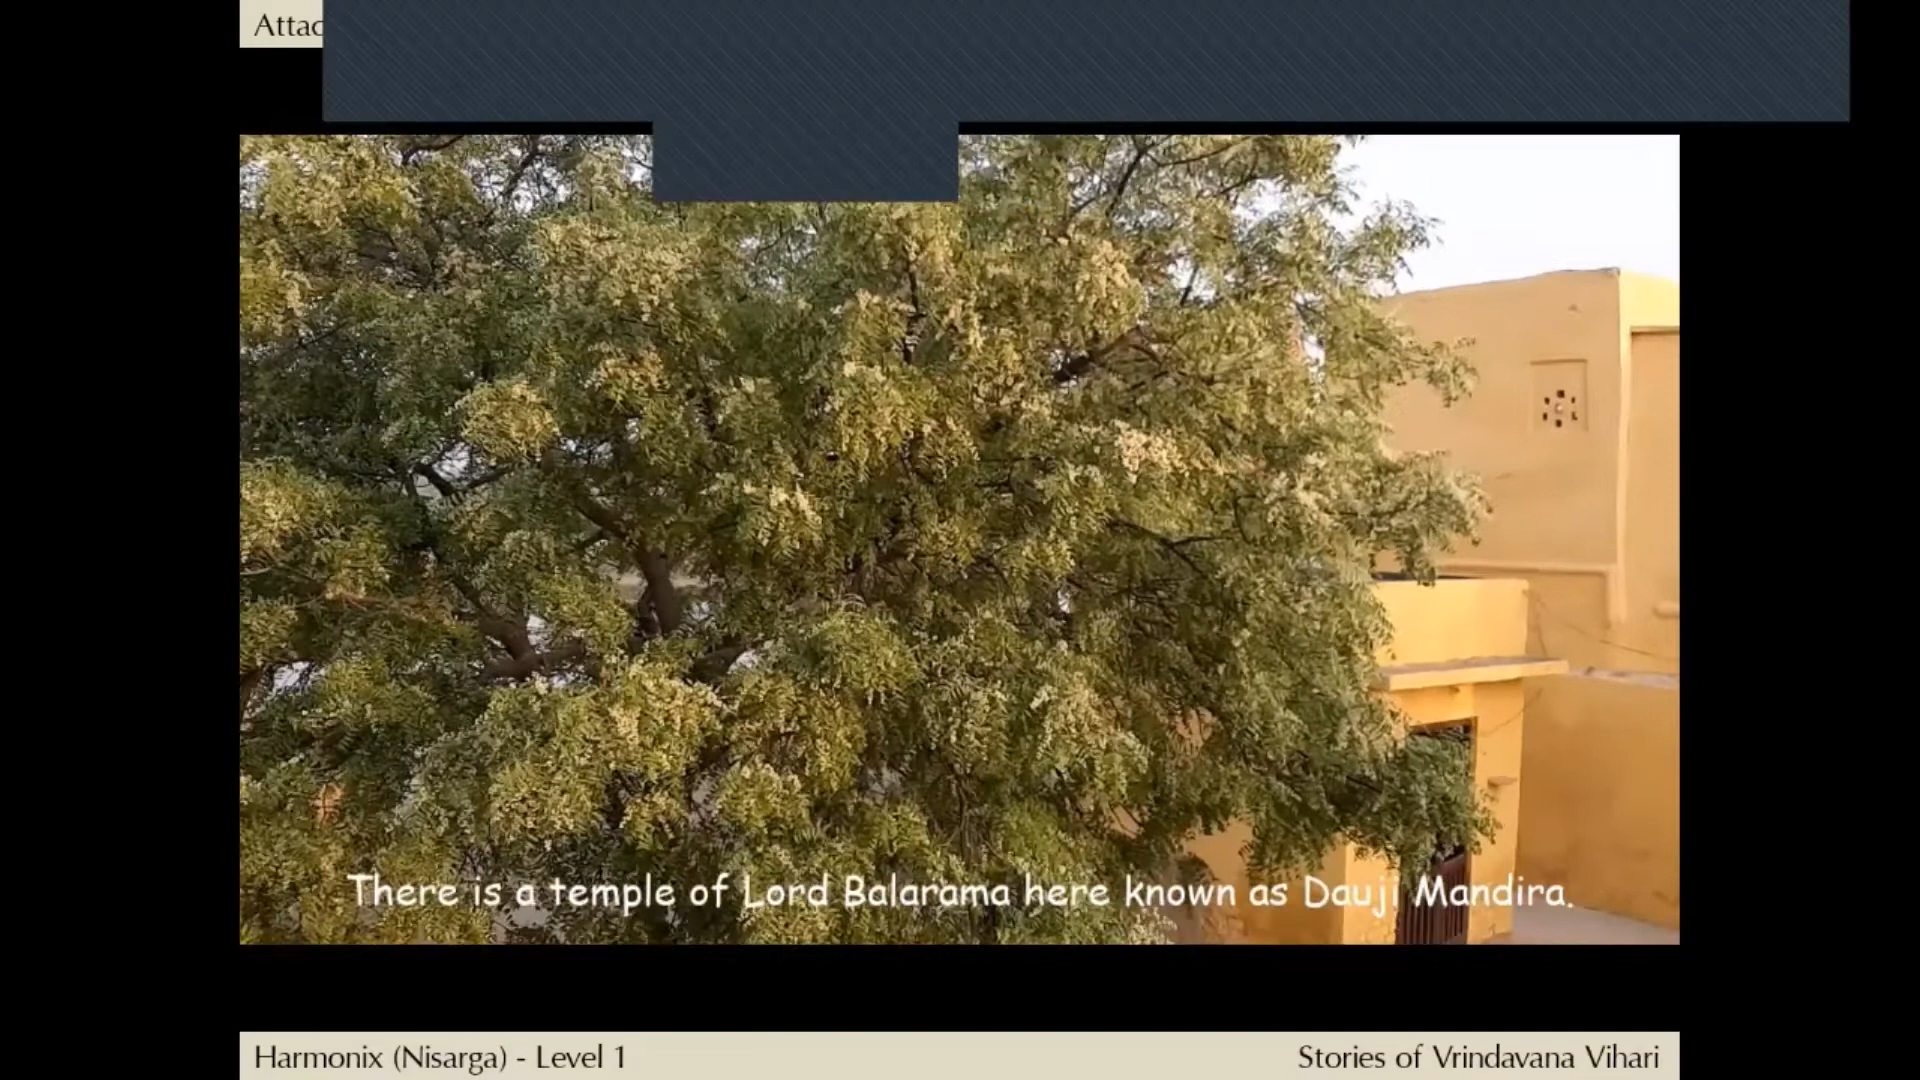 There is a temple of Lord Balarama here known as Dauji Mandira.
Harmonix (Nisarga) - Level 1
Stories of Vrindavana Vihari